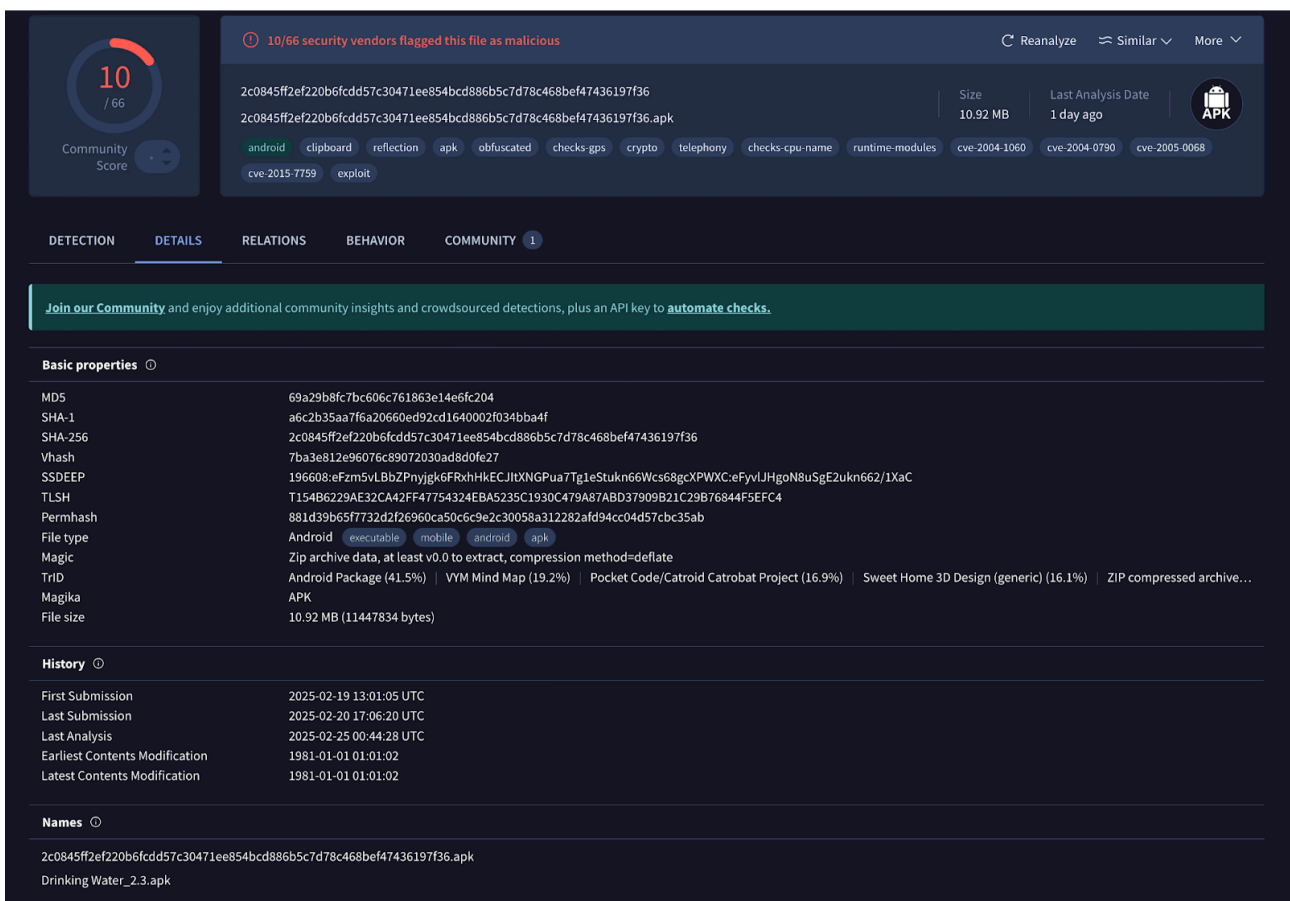 10
/ 66
Community
Score
10/66 security vendors flagged this file as malicious
Reanalyze
Similar
More
2c0845ff2ef220b6fcdd57c30471ee854bcd886b5c7d78c468bef47436197f36
2c0845ff2ef220b6fcdd57c30471ee854bcd886b5c7d78c468bef47436197f36.apk
Size
10.92 MB
Last Analysis Date
1 day ago
APK
android clipboard reflection apk obfuscated checks-gps crypto telephony checks-cpu-name runtime-modules cve-2004-1060 cve-2004-0790 cve-2005-0068
cve-2015-7759 exploit
DETECTION DETAILS RELATIONS BEHAVIOR COMMUNITY 1
Join our Community and enjoy additional community insights and crowdsourced detections, plus an API key to automate checks.
Basic properties
MD5 69a29b8fc7bc606c761863e14e6fc204
SHA-1 a6c2b35aa7f6a20660ed92cd1640002f034bba4f
SHA-256 2c0845ff2ef220b6fcdd57c30471ee854bcd886b5c7d78c468bef47436197f36
Vhash 7ba3e812e96076c89072030ad8d0fe27
SSDEEP 196608:eFzm5vLBbZPnyjgk6FRxhHkECJItXNGPua7Tg1eStukn66Wcs68gcXPWXC:eFyvlJHgoN8uSgE2ukn662/1XaC
TLSH T154B6229AE32CA42FF47754324EBA5235C1930C479A87ABD37909B21C29B76844F5EFC4
Permhash 881d39b65f7732d2f26960ca50c6c9e2c30058a312282afd94cc04d57cbc35ab
File type Android executable mobile android apk
Magic Zip archive data, at least v0.0 to extract, compression method=deflate
TrID Android Package (41.5%) | VYM Mind Map (19.2%) | Pocket Code/Catroid Catrobat Project (16.9%) | Sweet Home 3D Design (generic) (16.1%) | ZIP compressed archive…
Magika APK
File size 10.92 MB (11447834 bytes)
History
First Submission 2025-02-19 13:01:05 UTC
Last Submission 2025-02-20 17:06:20 UTC
Last Analysis 2025-02-25 00:44:28 UTC
Earliest Contents Modification 1981-01-01 01:01:02
Latest Contents Modification 1981-01-01 01:01:02
Names
2c0845ff2ef220b6fcdd57c30471ee854bcd886b5c7d78c468bef47436197f36.apk
Drinking Water_2.3.apk